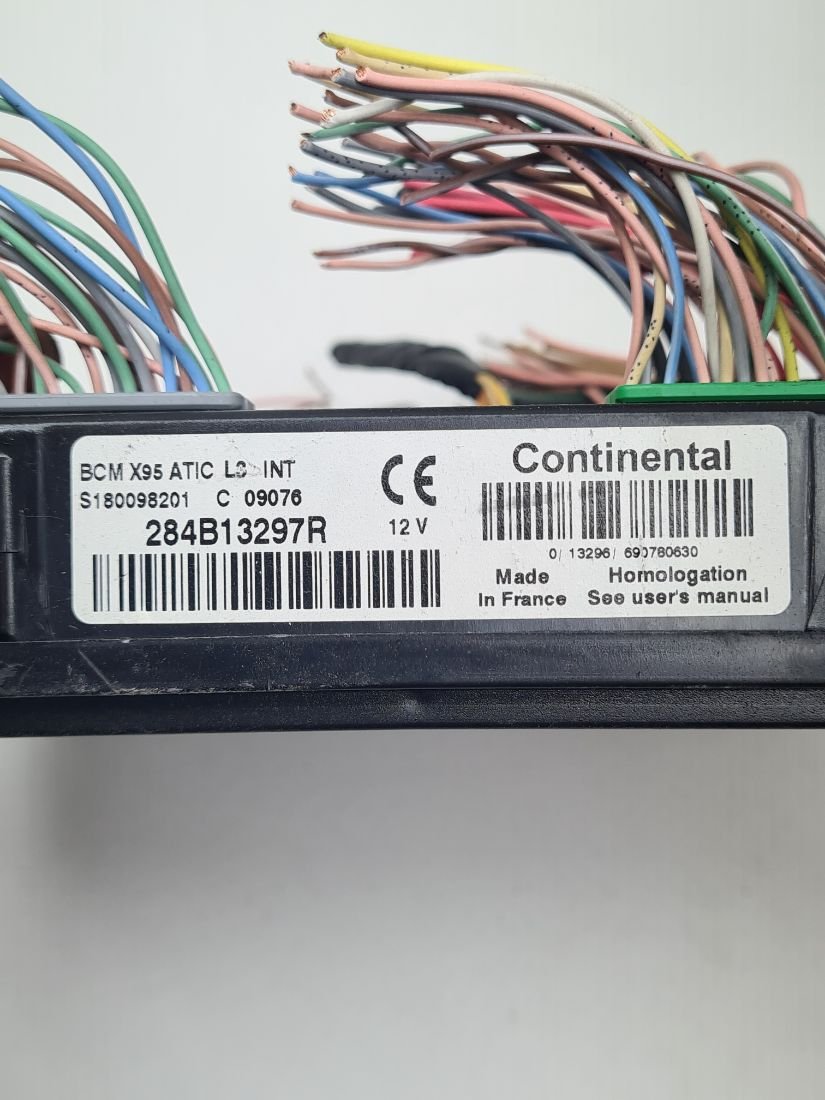 BCM X95 ATIC INT
S180098201 C 09076
284B13297R
CE
12 V
Continental
0/ 13296/ 690780630
Made In France
Homologation
See user's manual